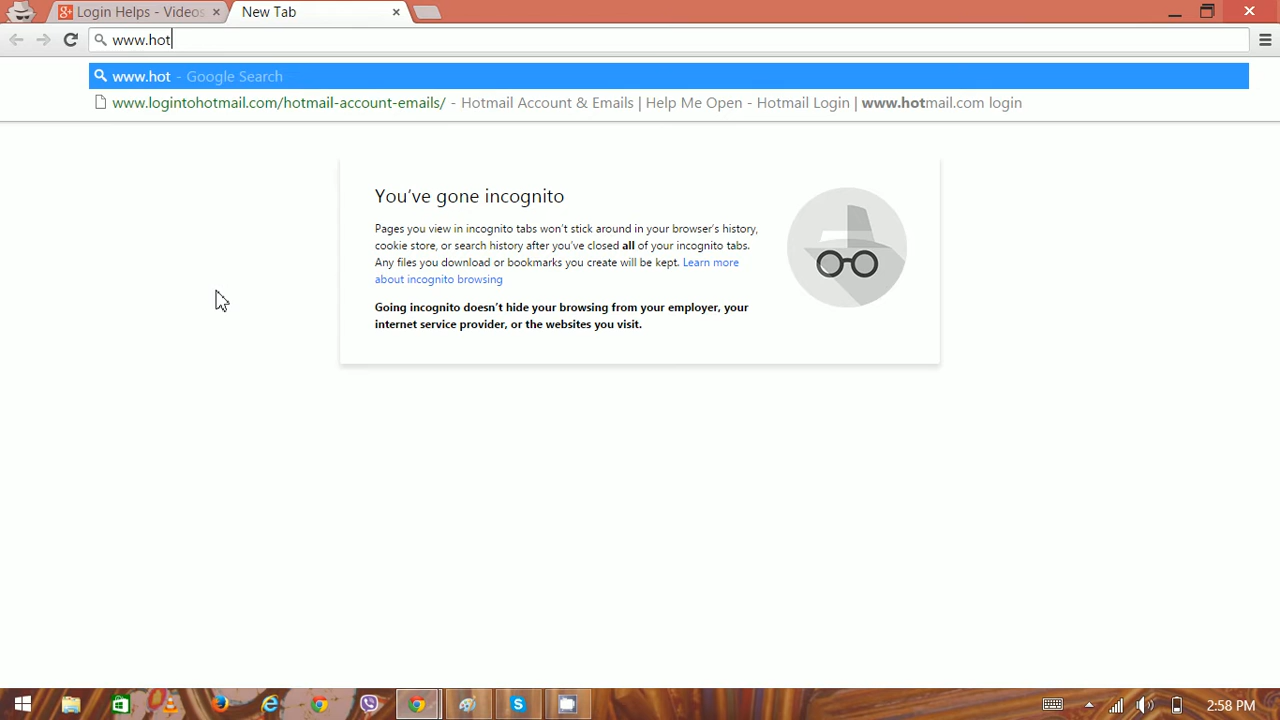 Login Helps - Videos
New Tab
www.hot
www.hot - Google Search
www.logintohotmail.com/hotmail-account-emails/ - Hotmail Account & Emails | Help Me Open - Hotmail Login | www.hotmail.com login
You've gone incognito
Pages you view in incognito tabs won't stick around in your browser's history,
cookie store, or search history after you've closed all of your incognito tabs.
Any files you download or bookmarks you create will be kept. Learn more
about incognito browsing
Going incognito doesn't hide your browsing from your employer, your
internet service provider, or the websites you visit.
2:58 PM